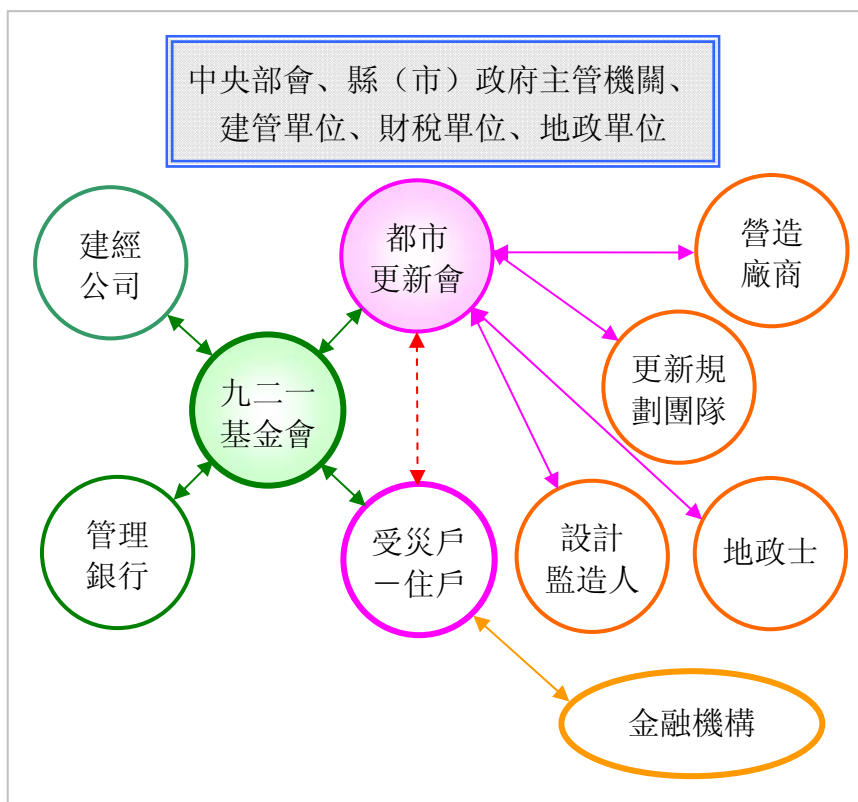 中央部會、縣（市）政府主管機關、
建管單位、財稅單位、地政單位
建經
公司
都市
更新會
營造
廠商
九二一
基金會
更新規
劃團隊
管理
銀行
受災戶
－住戶
設計
監造人
地政士
金融機構